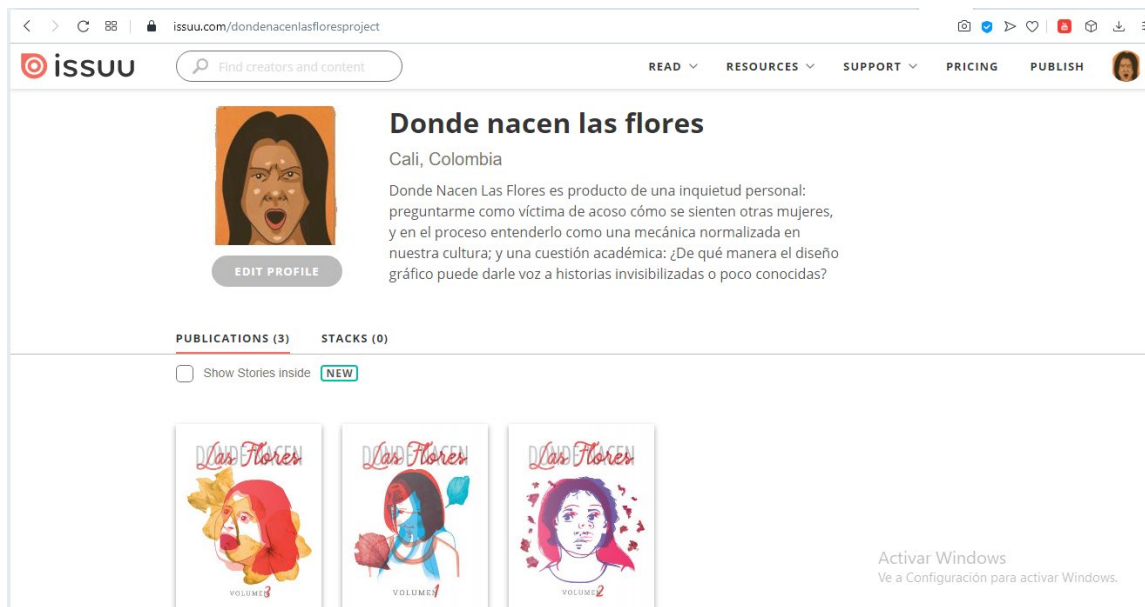 issuu.com/dondenacenlasfloresproject
issuu
Find creators and content
READ
RESOURCES
SUPPORT
PRICING
PUBLISH
Donde nacen las flores
Cali, Colombia
Donde Nacen Las Flores es producto de una inquietud personal:
preguntarme como víctima de acoso cómo se sienten otras mujeres,
y en el proceso entenderlo como una mecánica normalizada en
nuestra cultura; y una cuestión académica: ¿De qué manera el diseño
gráfico puede darle voz a historias invisibilizadas o poco conocidas?
EDIT PROFILE
PUBLICATIONS (3)
STACKS (0)
Show Stories inside NEW
DONDE NACEN
Las Flores
VOLUMEN 3
DONDE NACEN
Las Flores
VOLUMEN 1
DONDE NACEN
Las Flores
VOLUMEN 2
Activar Windows
Ve a Configuración para activar Windows.